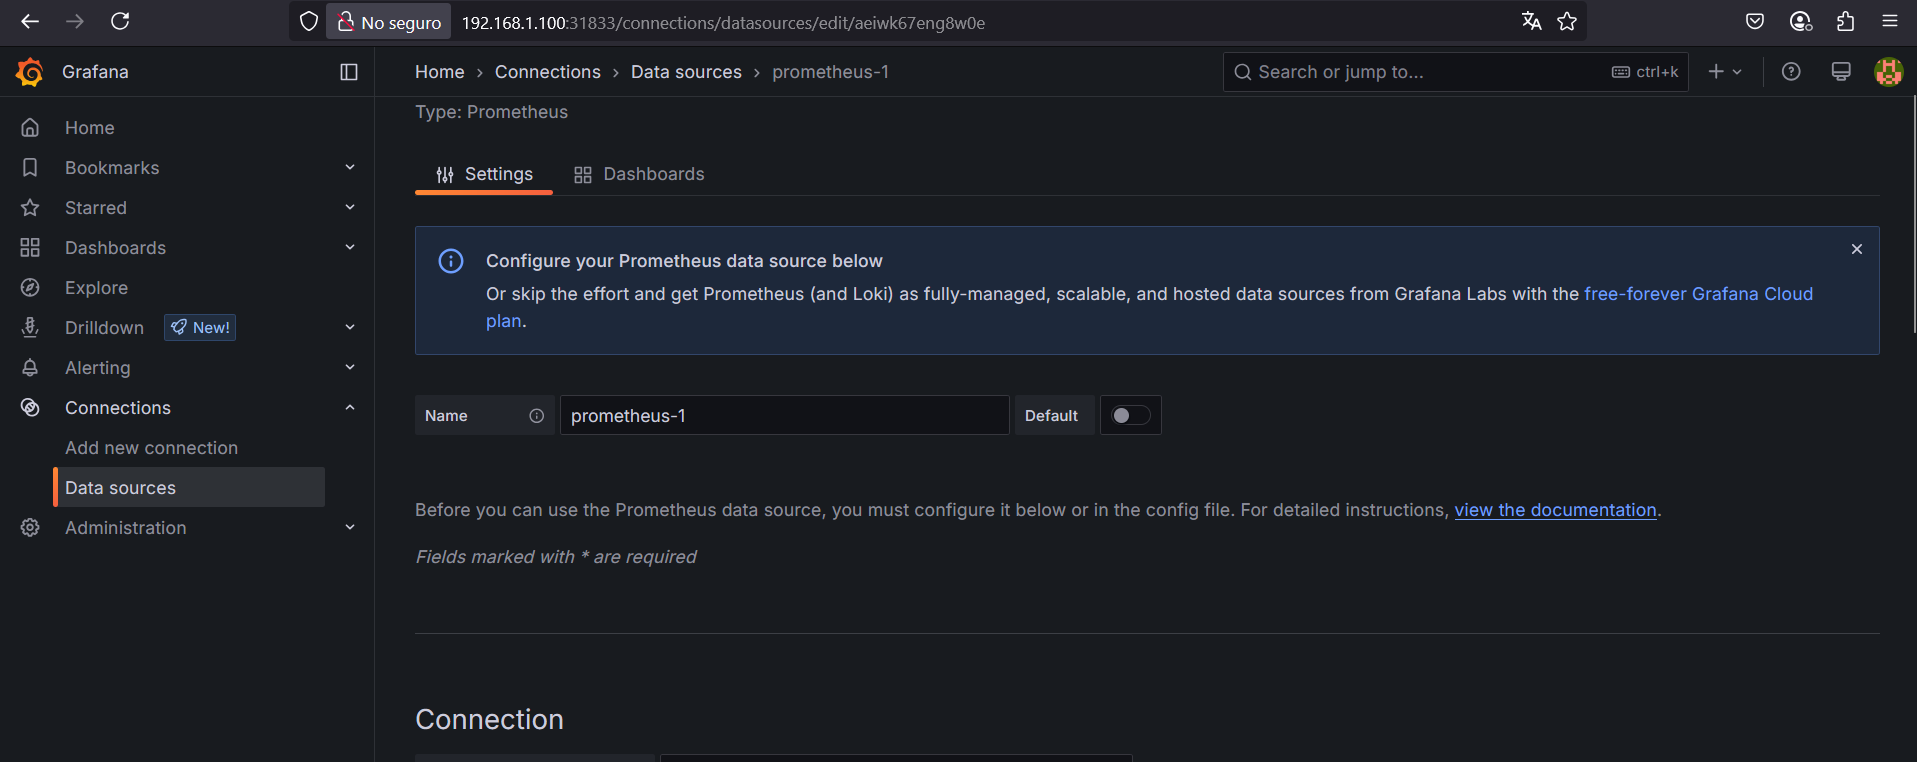 No seguro
192.168.1.100:31833/connections/datasources/edit/aeiwk67eng8w0e
Grafana
Home › Connections › Data sources › prometheus-1
Search or jump to...
ctrl+k
Home
Bookmarks
Starred
Dashboards
Explore
Drilldown
New!
Alerting
Connections
Add new connection
Data sources
Administration
Type: Prometheus
Settings
Dashboards
Configure your Prometheus data source below
Or skip the effort and get Prometheus (and Loki) as fully-managed, scalable, and hosted data sources from Grafana Labs with the free-forever Grafana Cloud
plan.
Name
prometheus-1
Default
Before you can use the Prometheus data source, you must configure it below or in the config file. For detailed instructions, view the documentation.
Fields marked with * are required
Connection